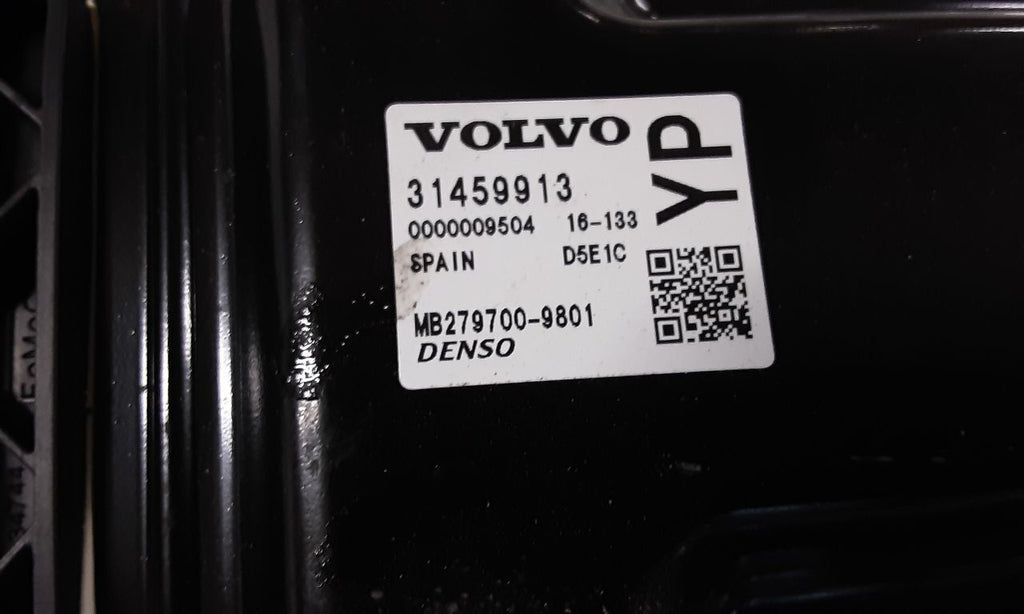 VOLVO
YP
31459913
0000009504 16-133
SPAIN D5E1C
MB279700-9801
DENSO